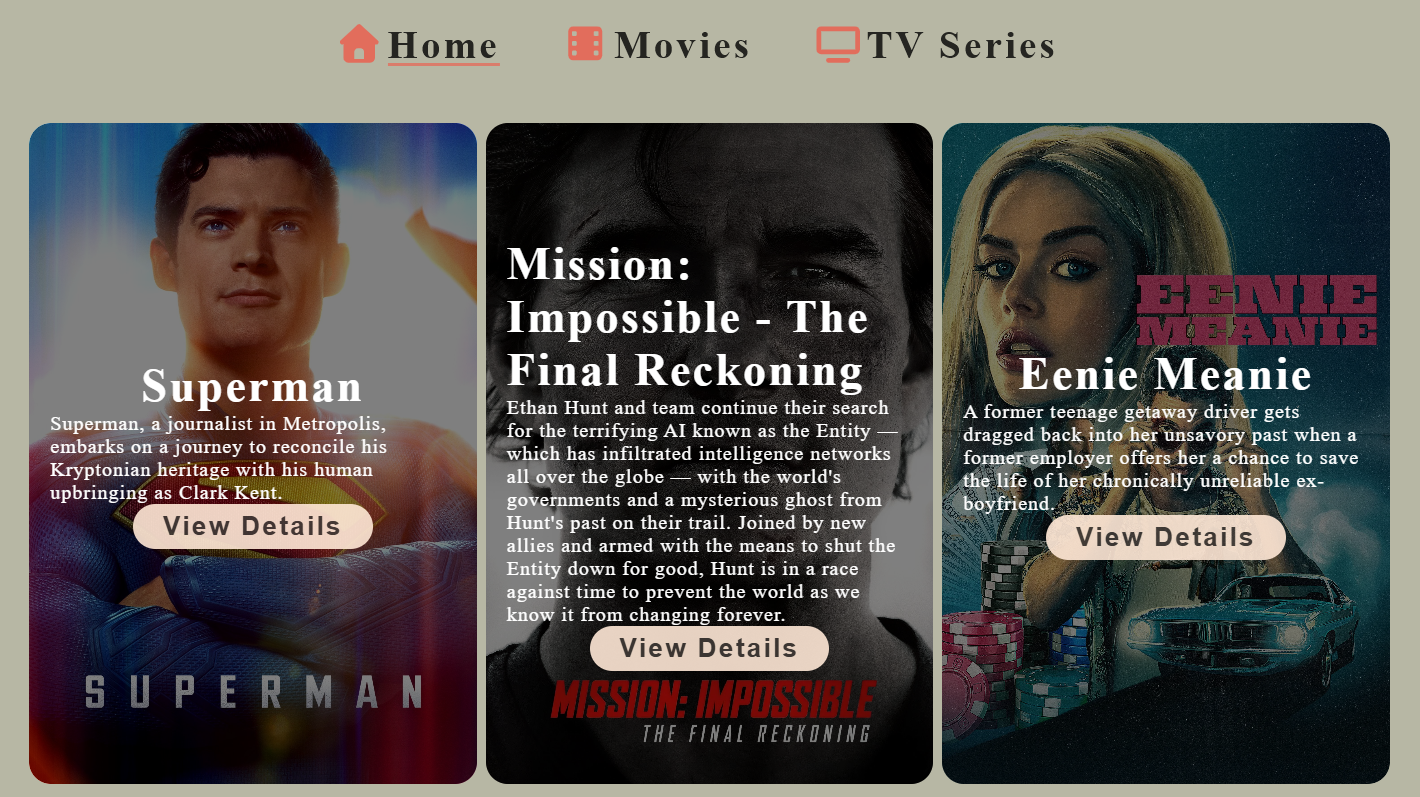 Home
Movies
TV Series
Superman
Superman, a journalist in Metropolis,
embarks on a journey to reconcile his
Kryptonian heritage with his human
upbringing as Clark Kent.
View Details
SUPERMAN
Mission:
Impossible - The
Final Reckoning
Ethan Hunt and team continue their search
for the terrifying AI known as the Entity —
which has infiltrated intelligence networks
all over the globe — with the world's
governments and a mysterious ghost from
Hunt's past on their trail. Joined by new
allies and armed with the means to shut the
Entity down for good, Hunt is in a race
against time to prevent the world as we
know it from changing forever.
View Details
MISSION: IMPOSSIBLE
THE FINAL RECKONING
EENIE
MEANIE
Eenie Meanie
A former teenage getaway driver gets
dragged back into her unsavory past when a
former employer offers her a chance to save
the life of her chronically unreliable ex-
boyfriend.
View Details